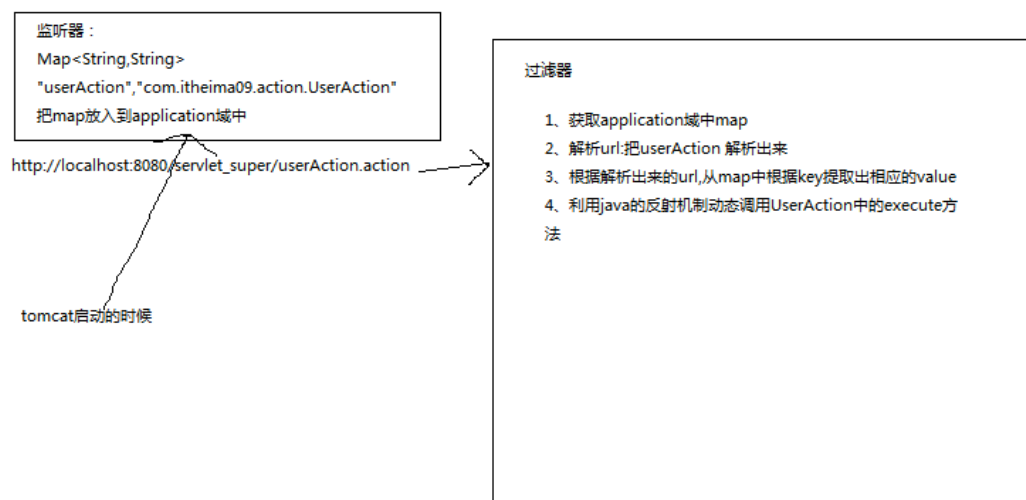 监听器：
Map<String,String>
"userAction","com.itheima09.action.UserAction"
把map放入到application域中
http://localhost:8080/servlet_super/userAction.action
tomcat启动的时候
过滤器
1、获取application域中map
2、解析url:把userAction 解析出来
3、根据解析出来的url,从map中根据key提取出相应的value
4、利用java的反射机制动态调用UserAction中的execute方
法